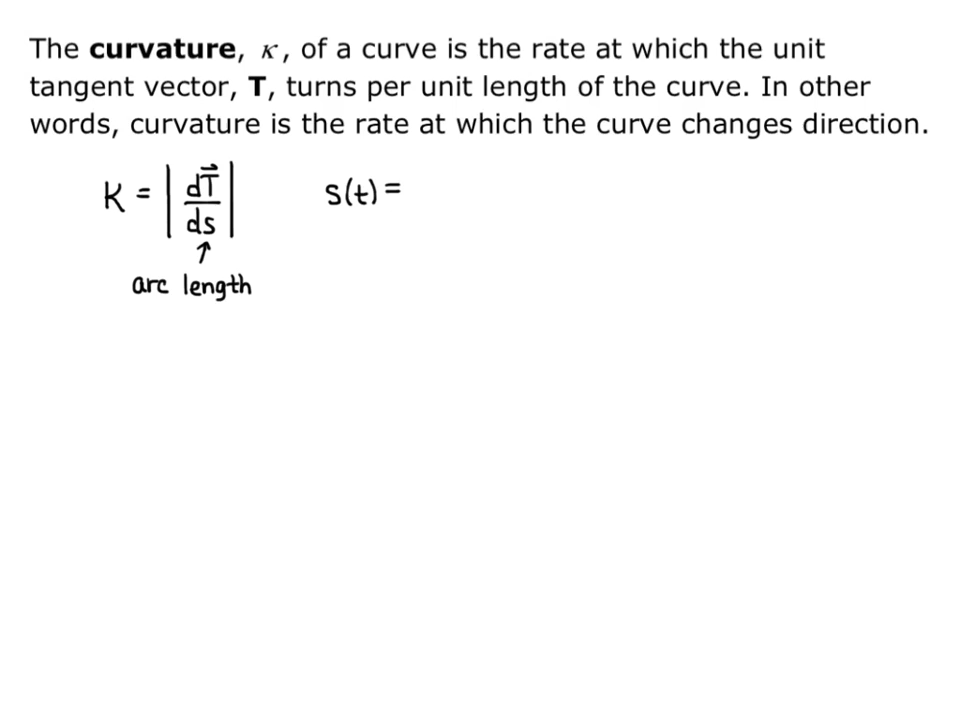 The curvature, κ, of a curve is the rate at which the unit
tangent vector, T, turns per unit length of the curve. In other
words, curvature is the rate at which the curve changes direction.
K = | dT⃗/ds |   s(t) =
↑
arc length